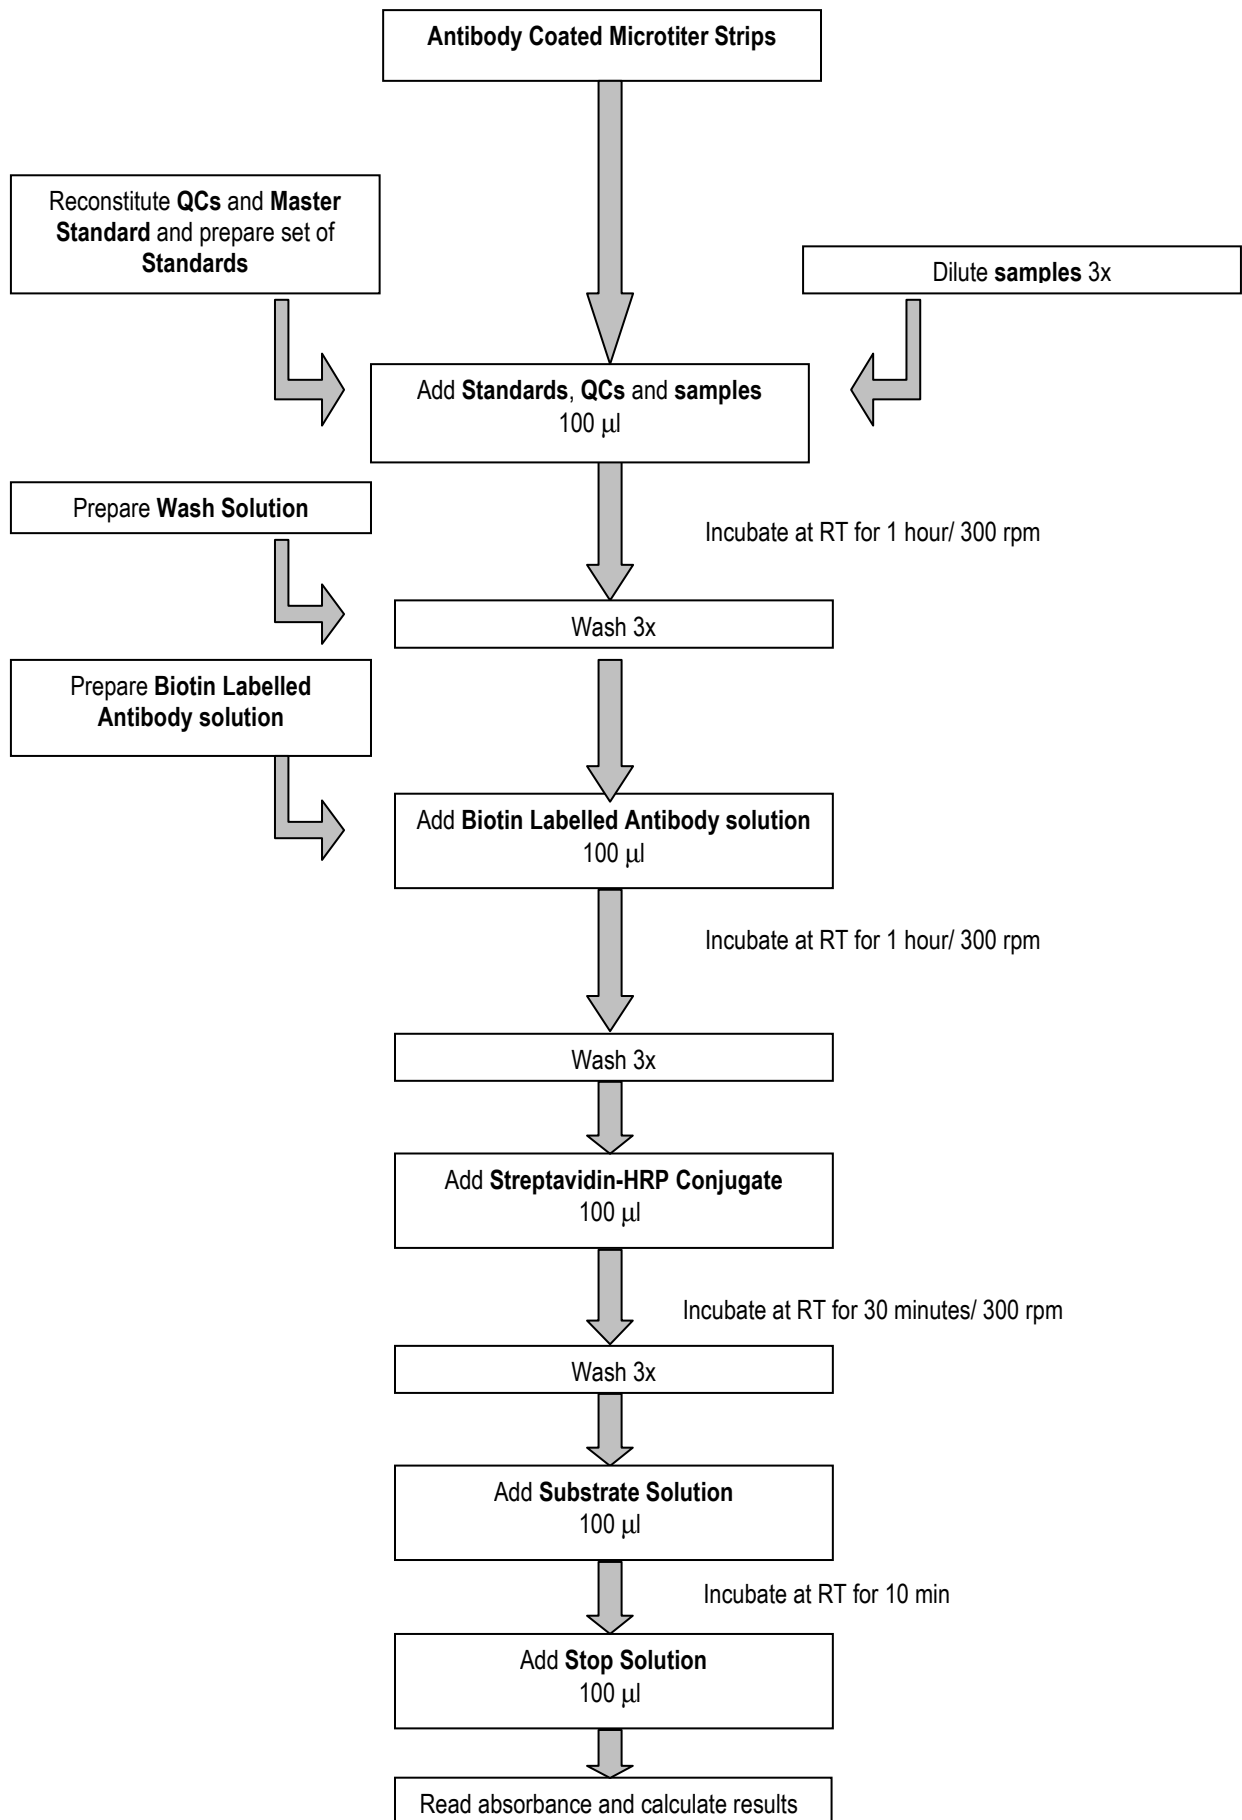 Antibody Coated Microtiter Strips
Reconstitute QCs and Master
Standard and prepare set of
Standards
Dilute samples 3x
Add Standards, QCs and samples
100 μl
Prepare Wash Solution
Incubate at RT for 1 hour/ 300 rpm
Wash 3x
Prepare Biotin Labelled
Antibody solution
Add Biotin Labelled Antibody solution
100 μl
Incubate at RT for 1 hour/ 300 rpm
Wash 3x
Add Streptavidin-HRP Conjugate
100 μl
Incubate at RT for 30 minutes/ 300 rpm
Wash 3x
Add Substrate Solution
100 μl
Incubate at RT for 10 min
Add Stop Solution
100 μl
Read absorbance and calculate results